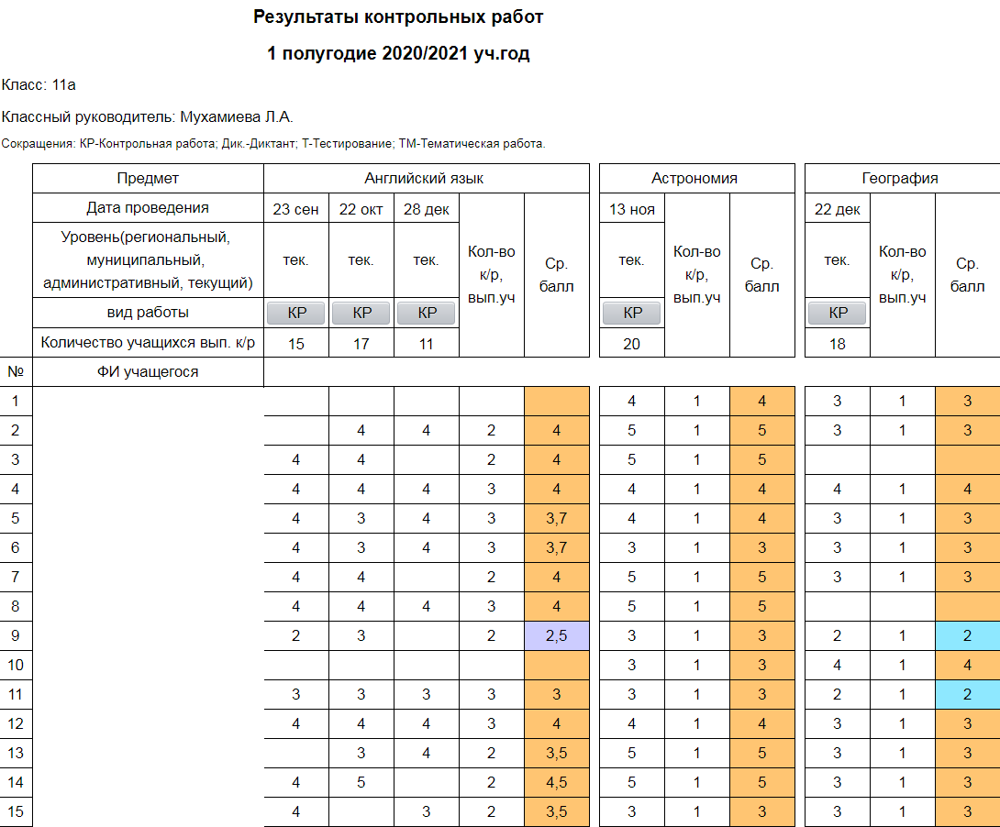 Результаты контрольных работ
1 полугодие 2020/2021 уч.год
Класс: 11а
Классный руководитель: Мухамиева Л.А.
Сокращения: КР-Контрольная работа; Дик.-Диктант; Т-Тестирование; ТМ-Тематическая работа.
Предмет Английский язык Астрономия География
Дата проведения 23 сен 22 окт 28 дек 13 ноя 22 дек
Уровень(региональный,
муниципальный,
административный, текущий)
тек. тек. тек.
Кол-во
к/р,
вып.уч
Ср.
балл
тек.
Кол-во
к/р,
вып.уч
Ср.
балл
тек.
Кол-во
к/р,
вып.уч
Ср.
балл
вид работы КР КР КР КР КР
Количество учащихся вып. к/р 15 17 11 20 18
№ ФИ учащегося
1 4 1 4 3 1 3
2 4 4 2 4 5 1 5 3 1 3
3 4 4 2 4 5 1 5
4 4 4 4 3 4 4 1 4 4 1 4
5 4 3 4 3 3,7 4 1 4 3 1 3
6 4 3 4 3 3,7 3 1 3 3 1 3
7 4 4 2 4 5 1 5 3 1 3
8 4 4 4 3 4 5 1 5
9 2 3 2 2,5 3 1 3 2 1 2
10 3 1 3 4 1 4
11 3 3 3 3 3 3 1 3 2 1 2
12 4 4 4 3 4 4 1 4 3 1 3
13 3 4 2 3,5 5 1 5 3 1 3
14 4 5 2 4,5 5 1 5 3 1 3
15 4 3 2 3,5 3 1 3 3 1 3